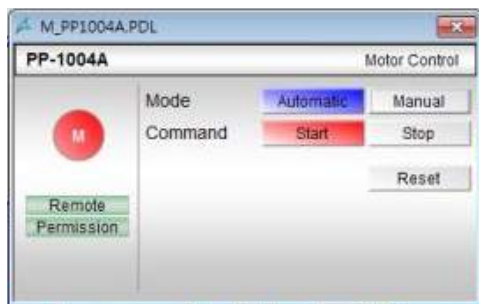 M_PP1004A.PDL
PP-1004A Motor Control
Mode Automatic Manual
M
Command Start Stop
Reset
Remote
Permission